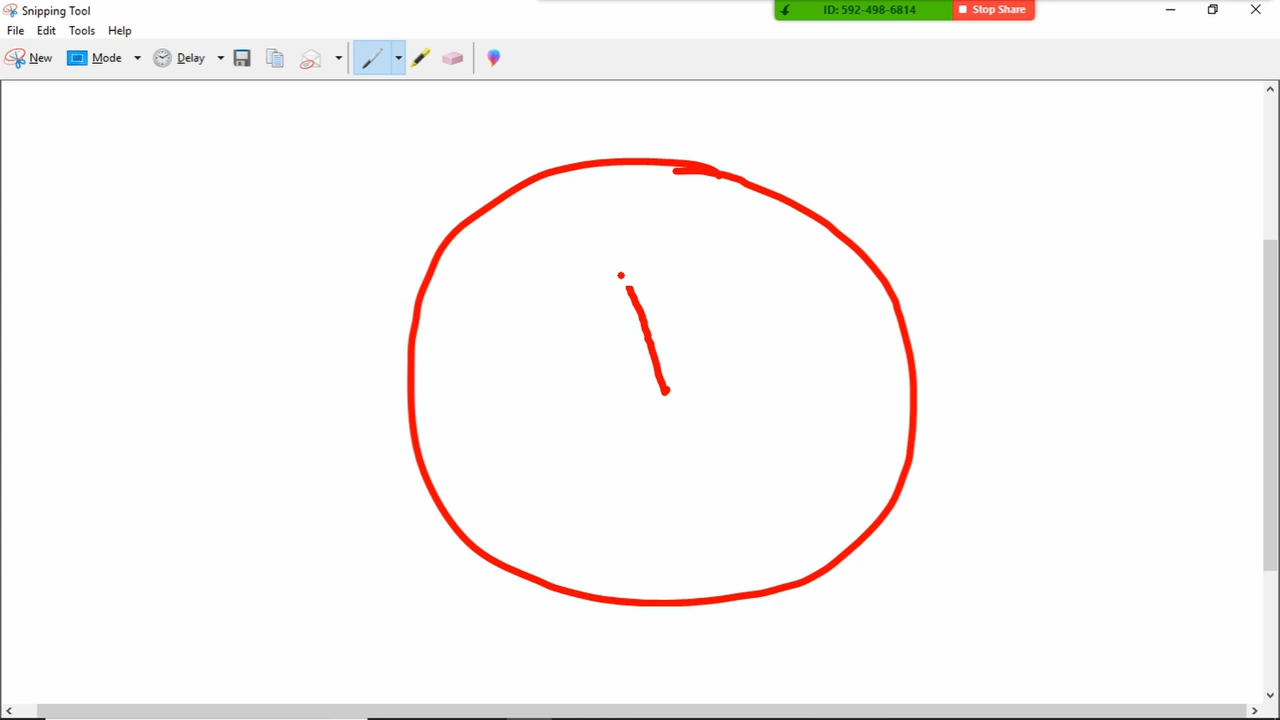 Snipping Tool
ID: 592-498-6814
Stop Share
File Edit Tools Help
New Mode Delay